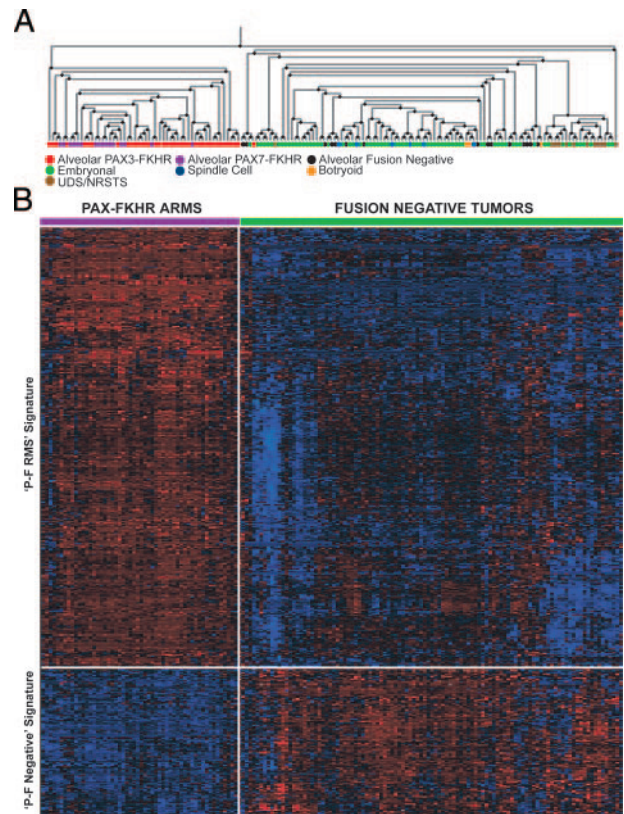 A
Alveolar PAX3-FKHR
Alveolar PAX7-FKHR
Alveolar Fusion Negative
Embryonal
Spindle Cell
Botryoid
UDS/NRSTS
B
PAX-FKHR ARMS
FUSION NEGATIVE TUMORS
'P-F RMS' Signature
'P-F Negative' Signature